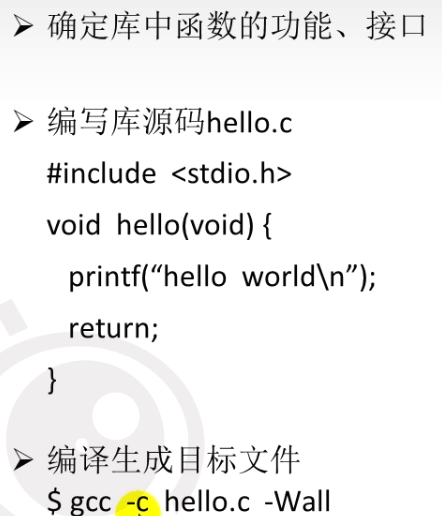 ➢ 确定库中函数的功能、接口
➢ 编写库源码hello.c
#include <stdio.h>
void hello(void) {
printf(“hello world\n”);
return;
}
➢ 编译生成目标文件
$ gcc -c hello.c -Wall